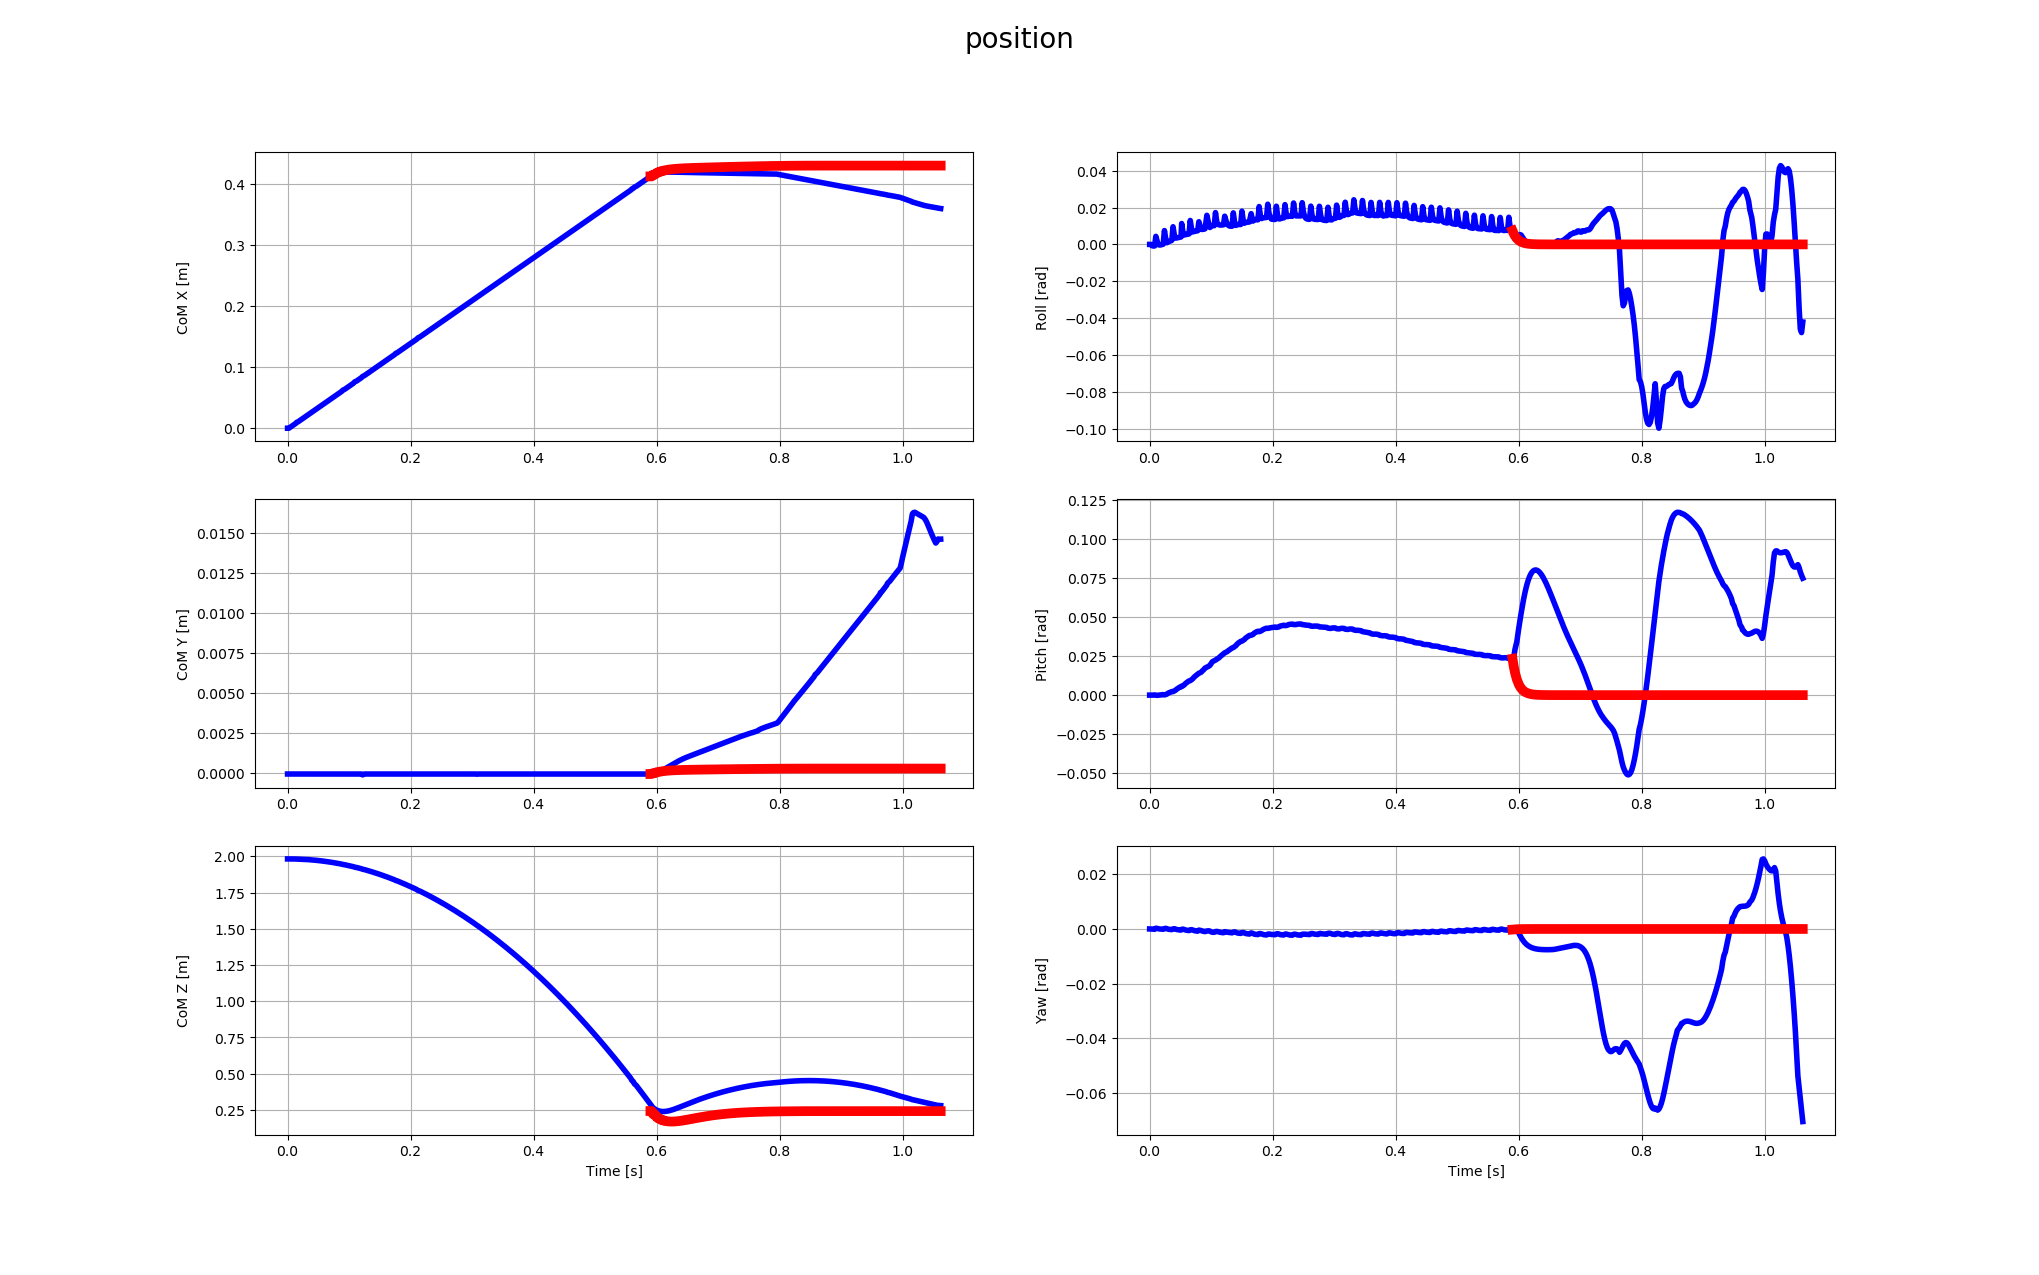 position
CoM X [m]
0.4
0.3
0.2
0.1
0.0
0.0 0.2 0.4 0.6 0.8 1.0
Roll [rad]
0.04
0.02
0.00
−0.02
−0.04
−0.06
−0.08
−0.10
0.0 0.2 0.4 0.6 0.8 1.0
CoM Y [m]
0.0150
0.0125
0.0100
0.0075
0.0050
0.0025
0.0000
0.0 0.2 0.4 0.6 0.8 1.0
Pitch [rad]
0.125
0.100
0.075
0.050
0.025
0.000
−0.025
−0.050
0.0 0.2 0.4 0.6 0.8 1.0
CoM Z [m]
2.00
1.75
1.50
1.25
1.00
0.75
0.50
0.25
0.0 0.2 0.4 0.6 0.8 1.0
Time [s]
Yaw [rad]
0.02
0.00
−0.02
−0.04
−0.06
0.0 0.2 0.4 0.6 0.8 1.0
Time [s]